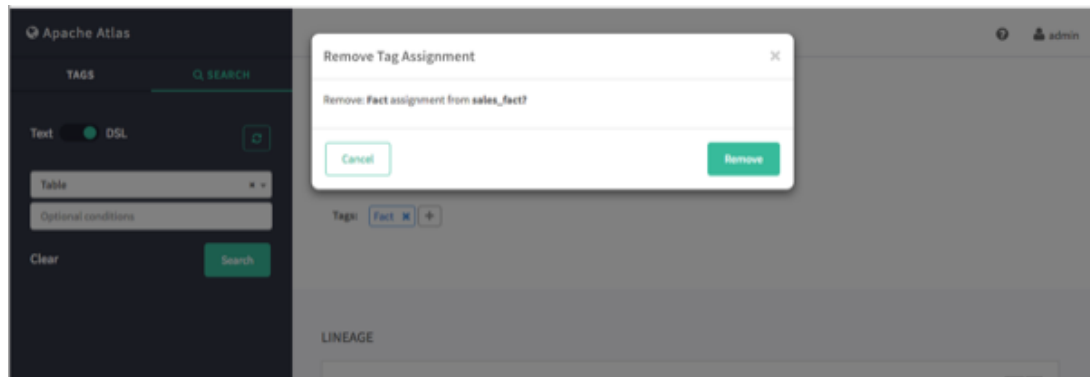 Apache Atlas
admin
TAGS
SEARCH
Text
DSL
Table
Optional conditions
Clear
Search
Remove Tag Assignment
×
Remove: Fact assignment from sales_fact?
Cancel
Remove
Tags:
Fact
LINEAGE